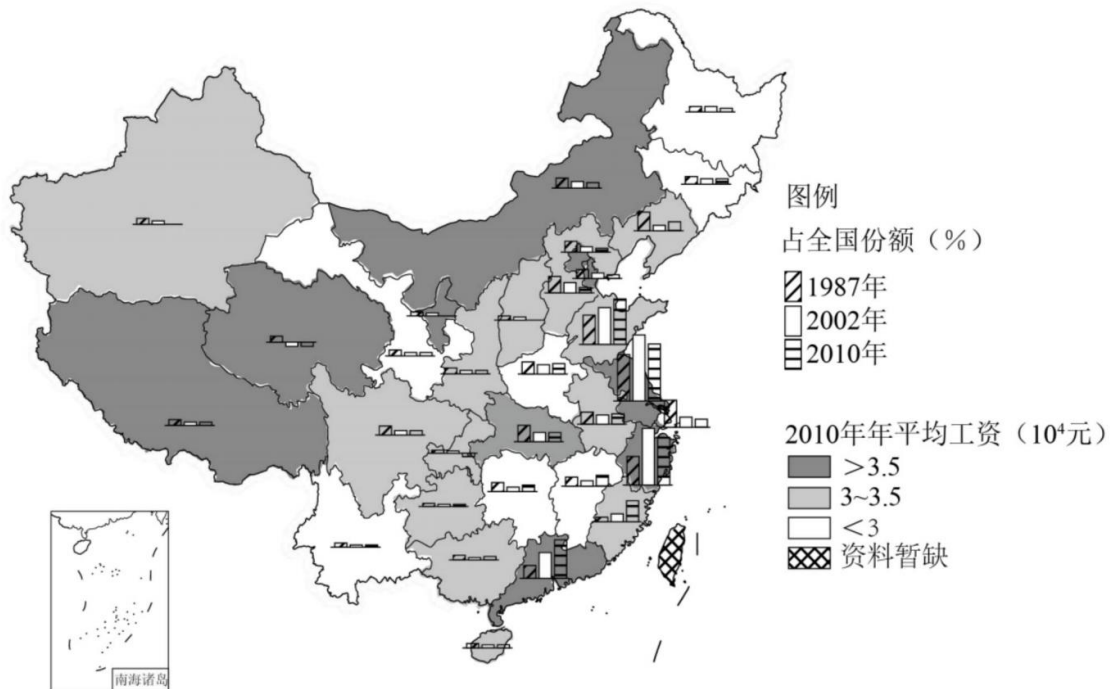 图例
占全国份额（%）
1987年
2002年
2010年
2010年年平均工资（10⁴元）
＞3.5
3~3.5
＜3
资料暂缺
南海诸岛